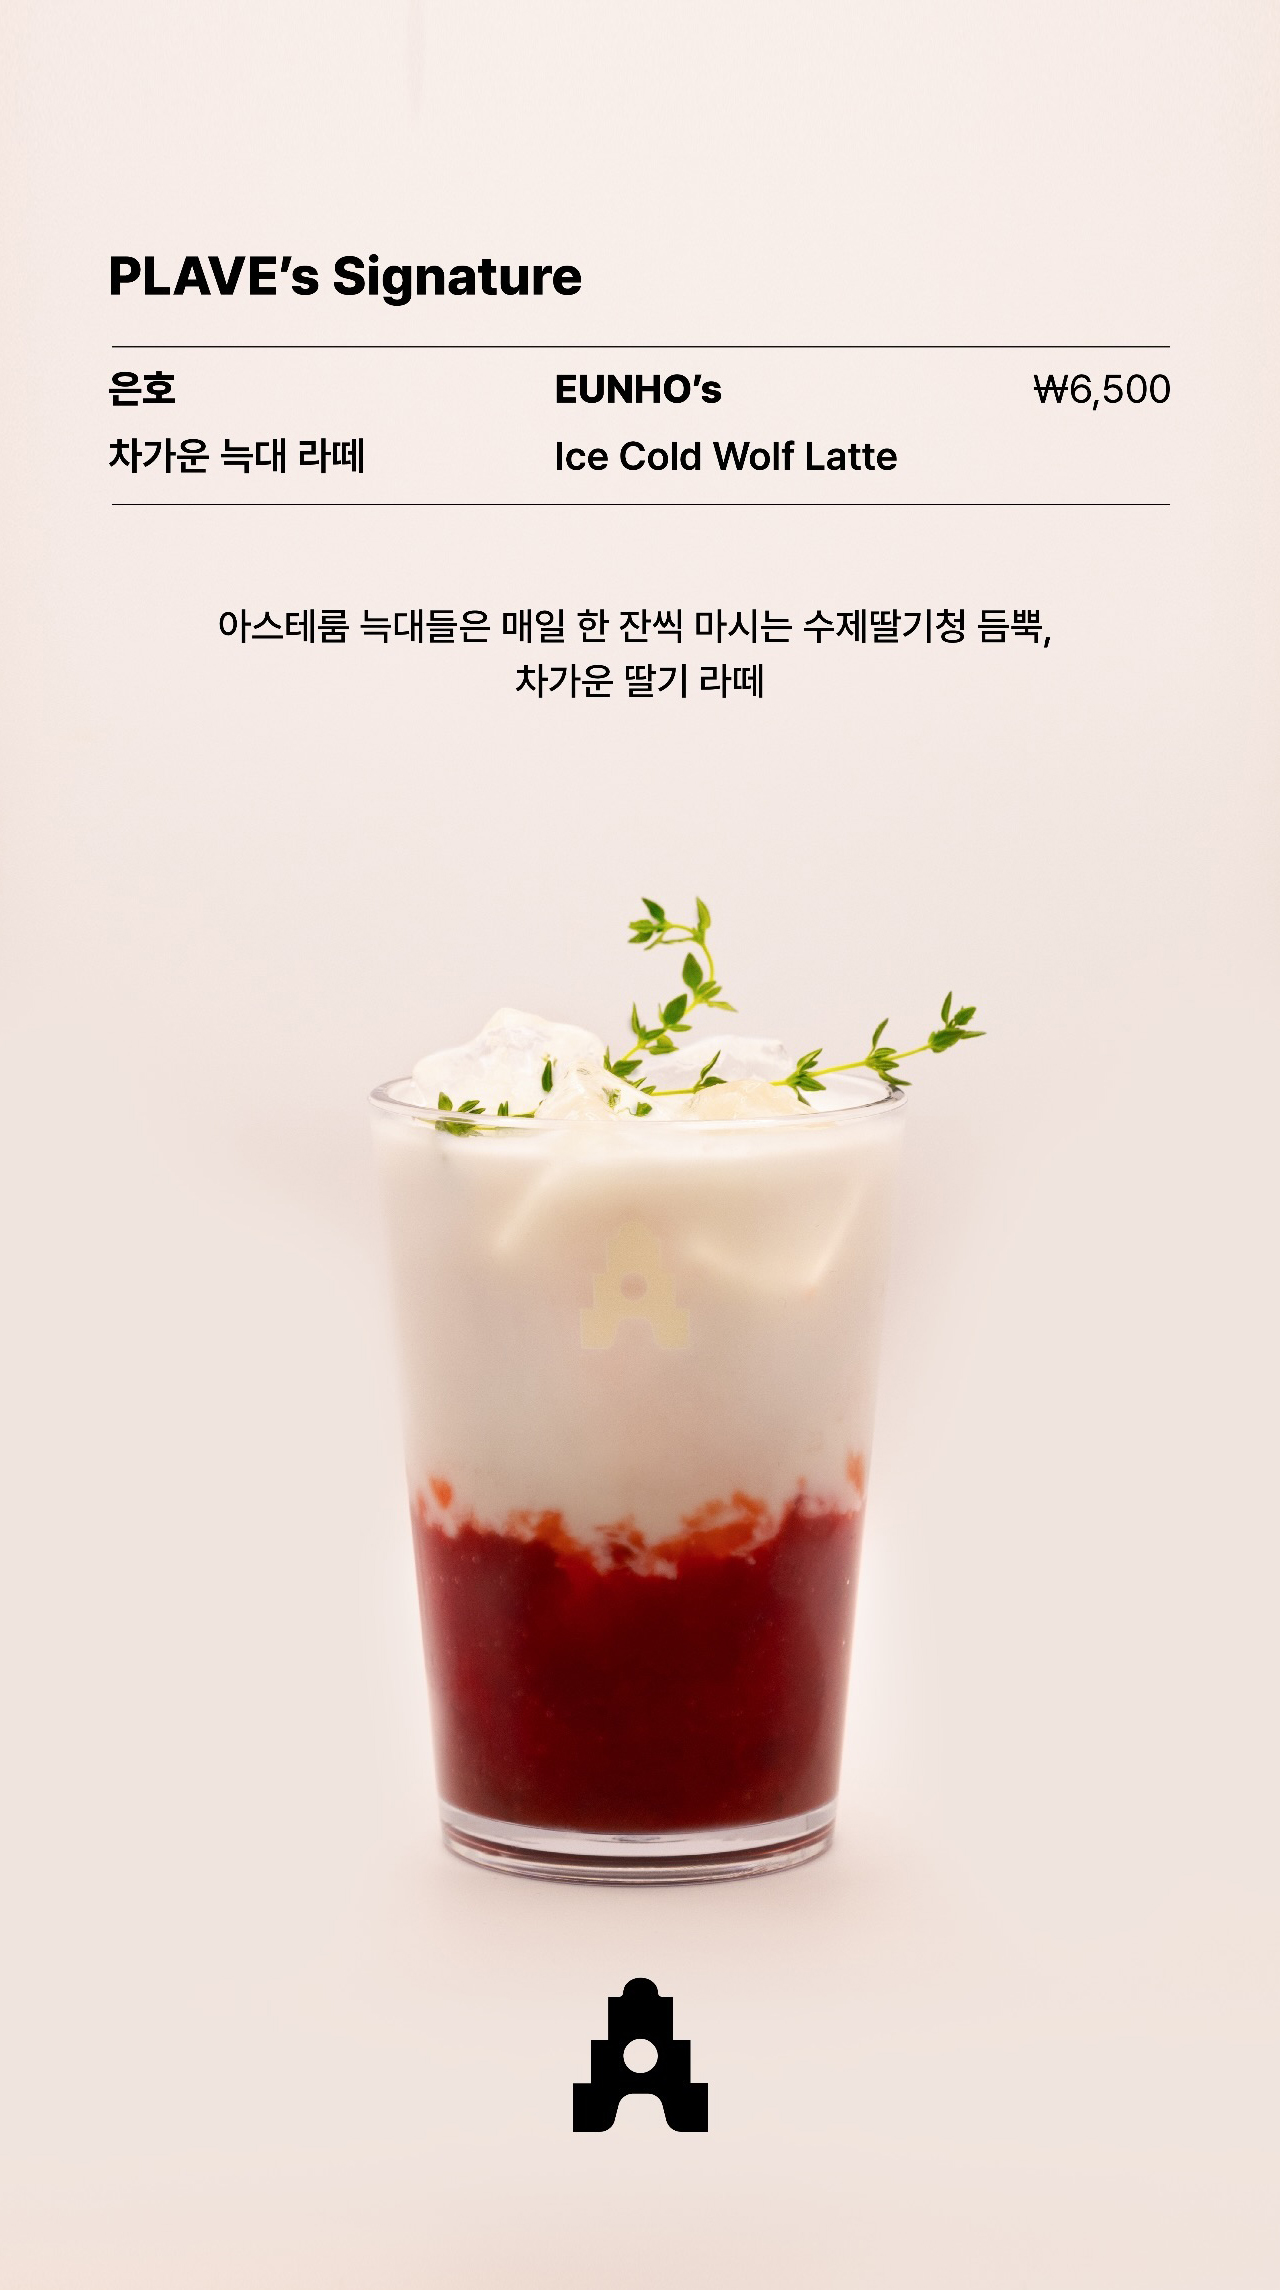 PLAVE’s Signature
은호 EUNHO’s ₩6,500
차가운 늑대 라떼 Ice Cold Wolf Latte
아스테룸 늑대들은 매일 한 잔씩 마시는 수제딸기청 듬뿍,
차가운 딸기 라떼